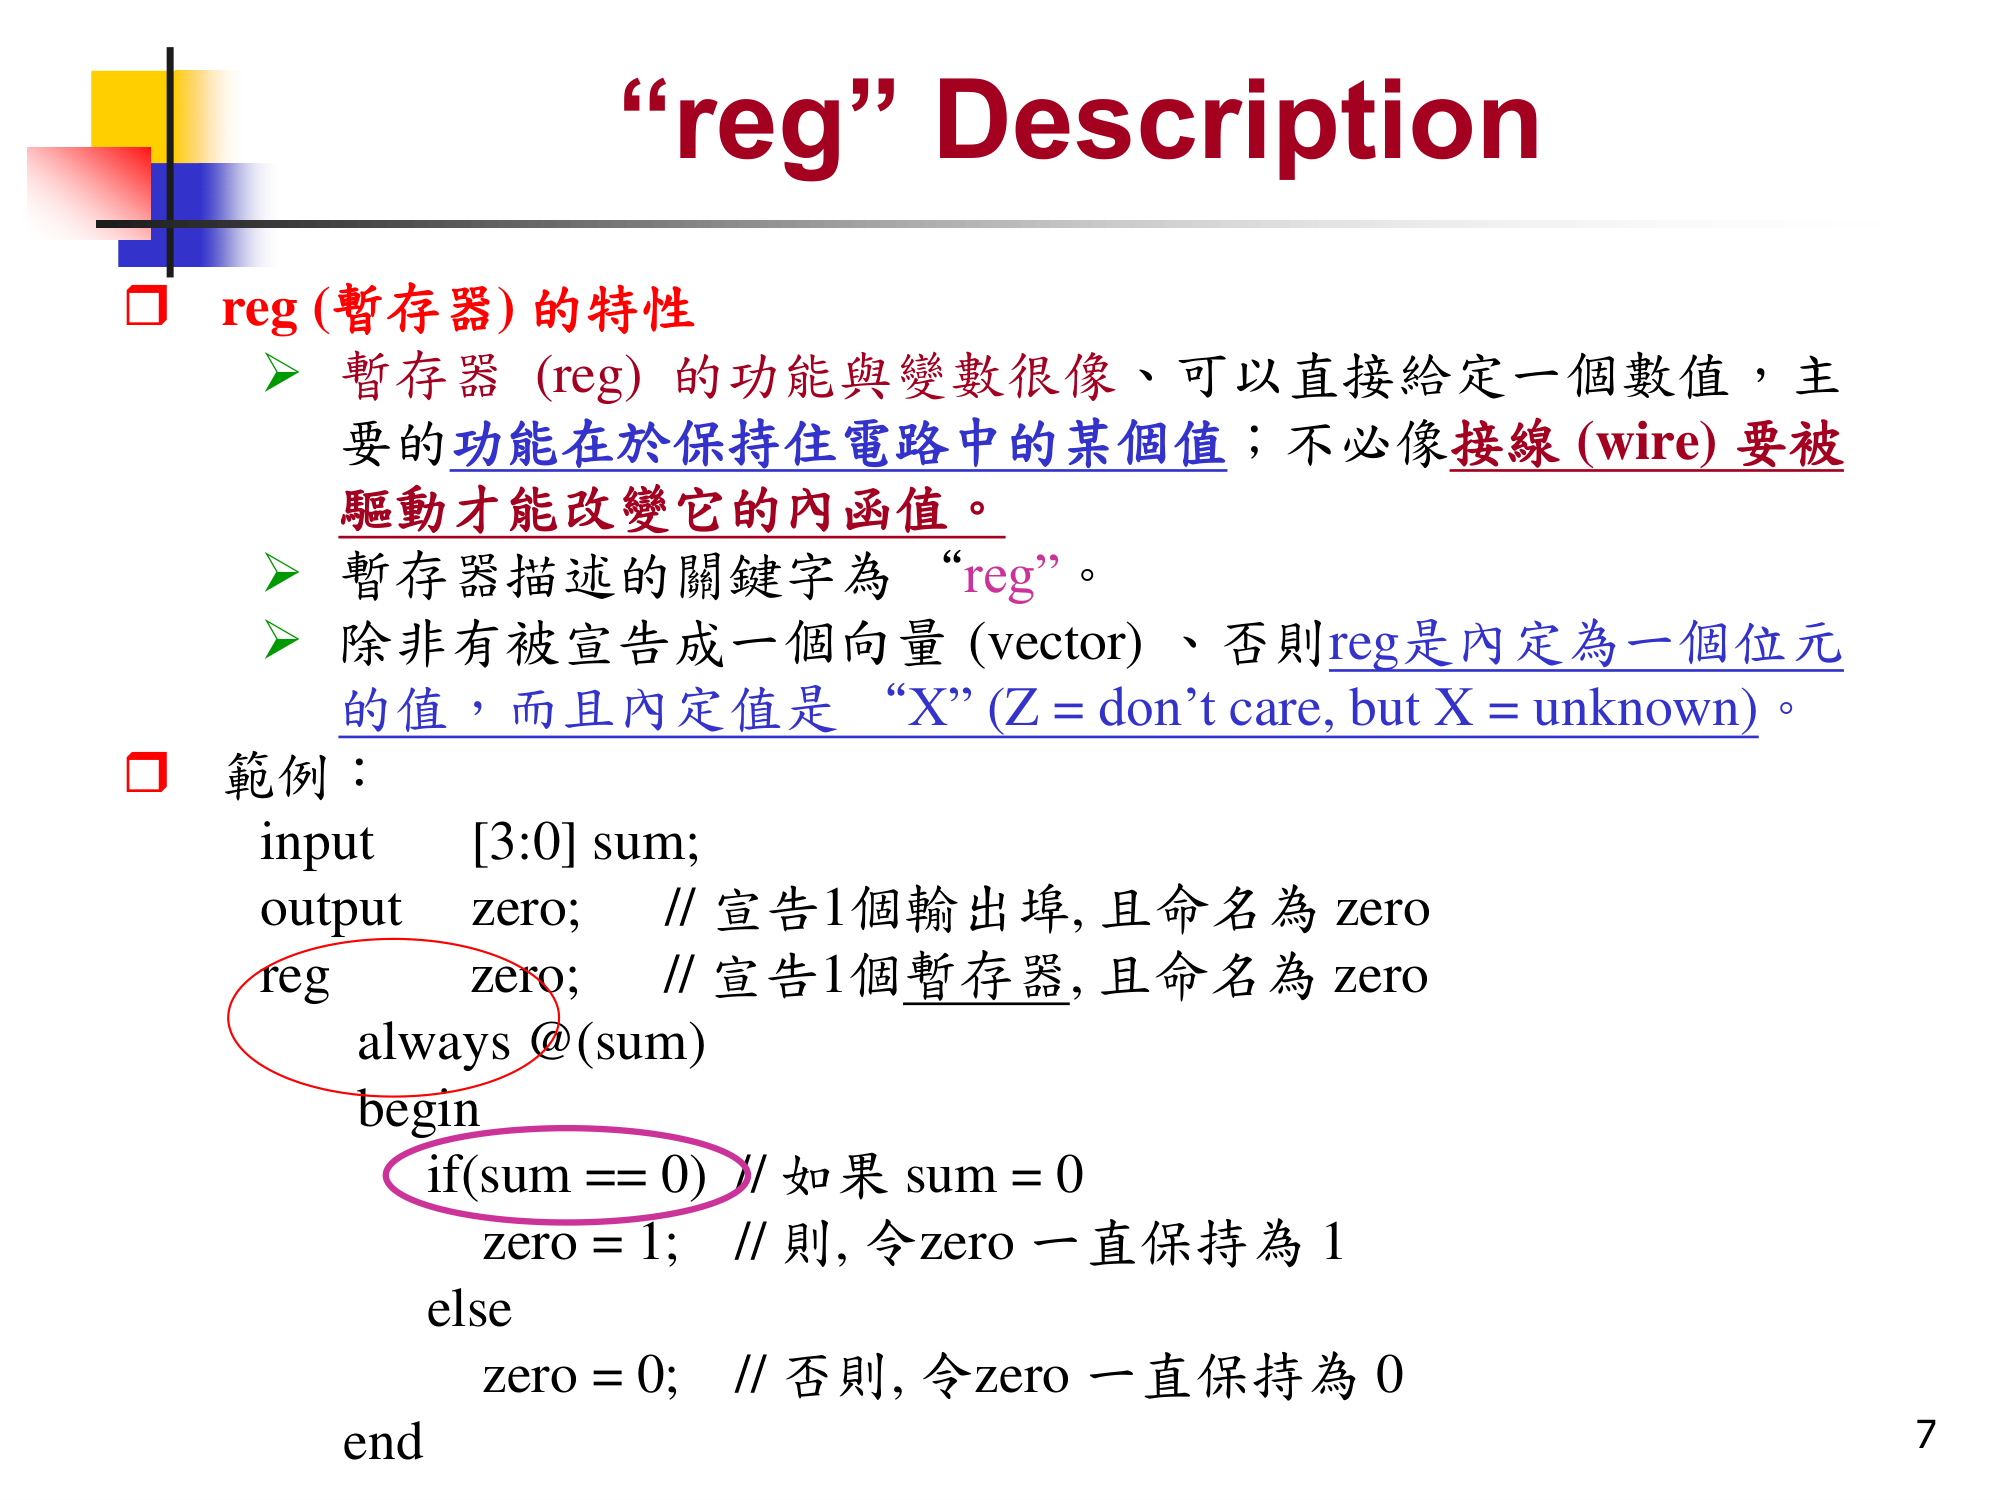 “reg” Description
reg (暫存器) 的特性
暫存器 (reg) 的功能與變數很像、可以直接給定一個數值，主
要的功能在於保持住電路中的某個值；不必像接線 (wire) 要被
驅動才能改變它的內函值。
暫存器描述的關鍵字為 “reg”。
除非有被宣告成一個向量 (vector) 、否則reg是內定為一個位元
的值，而且內定值是 “X” (Z = don’t care, but X = unknown)。
範例：
input [3:0] sum;
output zero; // 宣告1個輸出埠, 且命名為 zero
reg zero; // 宣告1個暫存器, 且命名為 zero
always @(sum)
begin
if(sum == 0) // 如果 sum = 0
zero = 1; // 則, 令zero 一直保持為 1
else
zero = 0; // 否則, 令zero 一直保持為 0
end
7